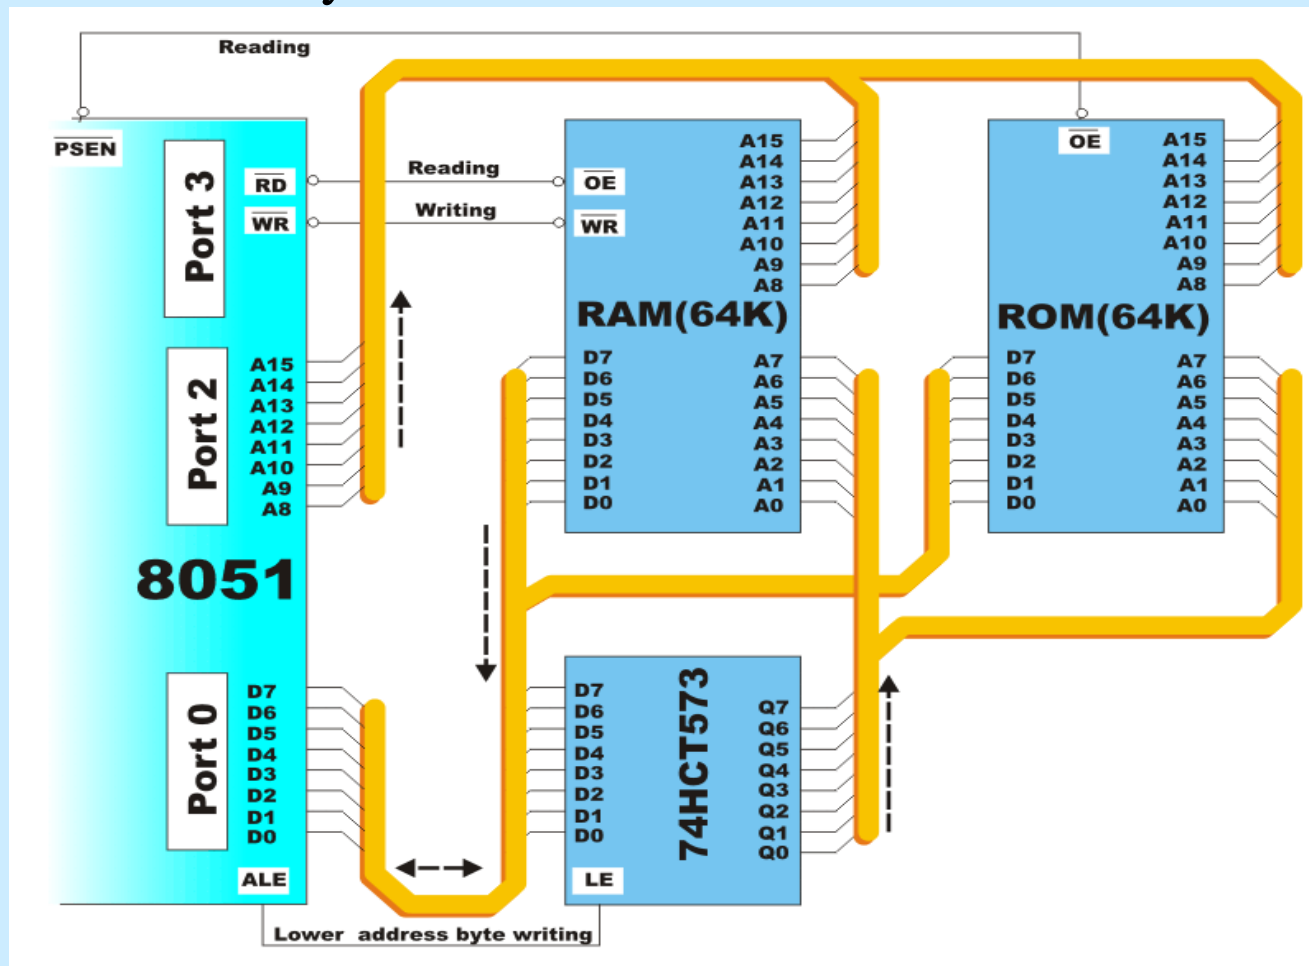 Reading
PSEN
Port 3
RD
WR
Reading
Writing
OE
WR
A15
A14
A13
A12
A11
A10
A9
A8
RAM(64K)
D7
D6
D5
D4
D3
D2
D1
D0
A7
A6
A5
A4
A3
A2
A1
A0
OE
A15
A14
A13
A12
A11
A10
A9
A8
ROM(64K)
D7
D6
D5
D4
D3
D2
D1
D0
A7
A6
A5
A4
A3
A2
A1
A0
Port 2
A15
A14
A13
A12
A11
A10
A9
A8
8051
Port 0
D7
D6
D5
D4
D3
D2
D1
D0
ALE
D7
D6
D5
D4
D3
D2
D1
D0
74HCT573
Q7
Q6
Q5
Q4
Q3
Q2
Q1
Q0
LE
Lower address byte writing